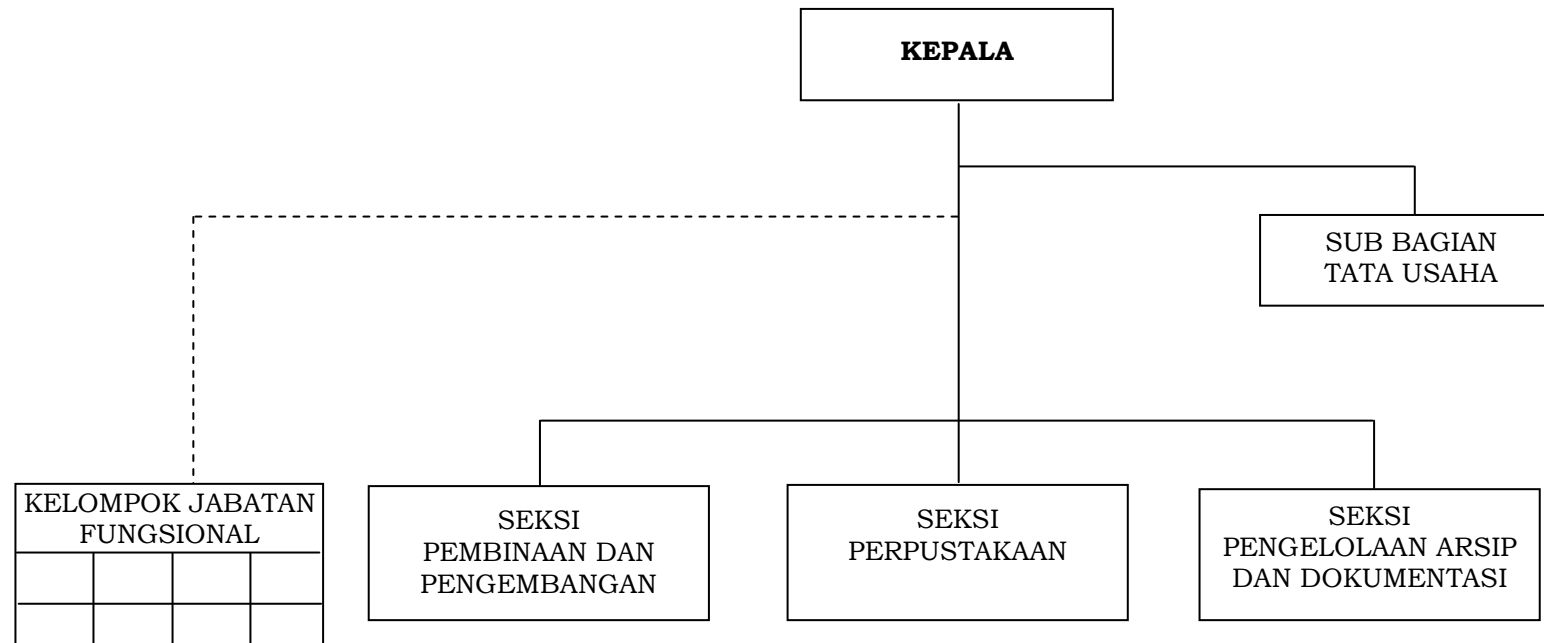 KEPALA
SUB BAGIAN
TATA USAHA
KELOMPOK JABATAN
FUNGSIONAL
SEKSI
PEMBINAAN DAN
PENGEMBANGAN
SEKSI
PERPUSTAKAAN
SEKSI
PENGELOLAAN ARSIP
DAN DOKUMENTASI